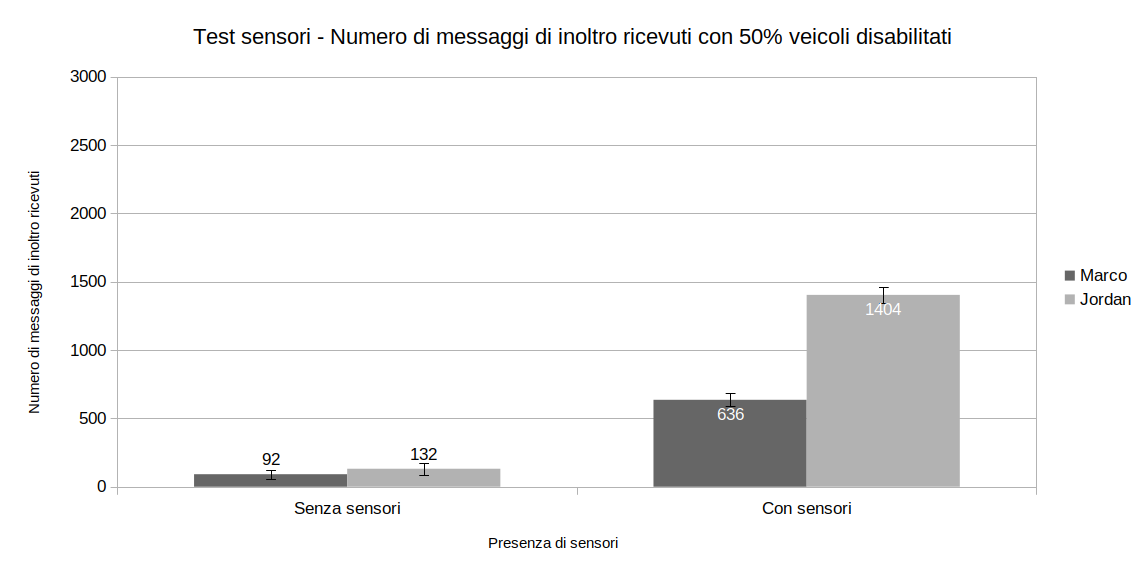 Test sensori - Numero di messaggi di inoltro ricevuti con 50% veicoli disabilitati
Numero di messaggi di inoltro ricevuti
3000
2500
2000
1500
1000
500
0
92
132
636
1404
Senza sensori
Con sensori
Presenza di sensori
Marco
Jordan